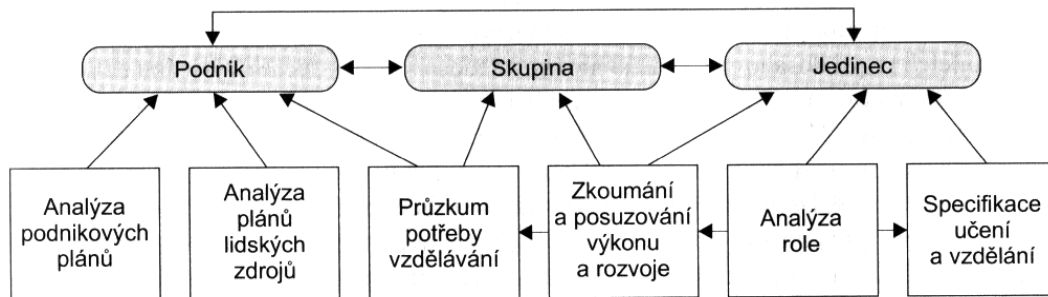 Podnik
Skupina
Jedinec
Analýza
podnikových
plánů
Analýza
plánů
lidských
zdrojů
Průzkum
potřeby
vzdělávání
Zkoumání
a posuzování
výkonu
a rozvoje
Analýza
role
Specifikace
učení
a vzdělání